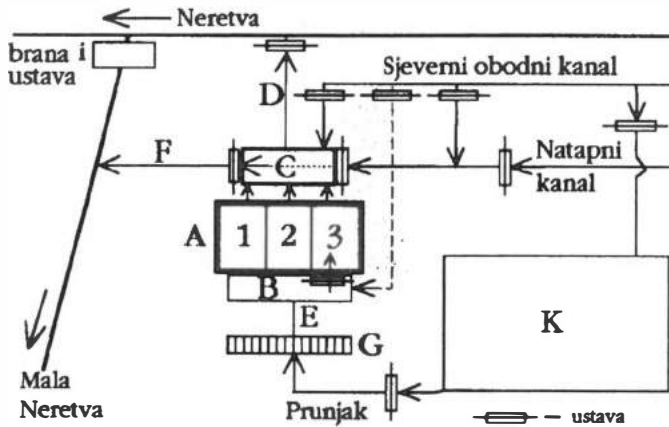 Neretva
brana i
ustava
Sjeverni obodni kanal
D
F
C
Natapni
kanal
A
1
2
3
B
E
K
G
Mala
Neretva
Prunjak
- ustava